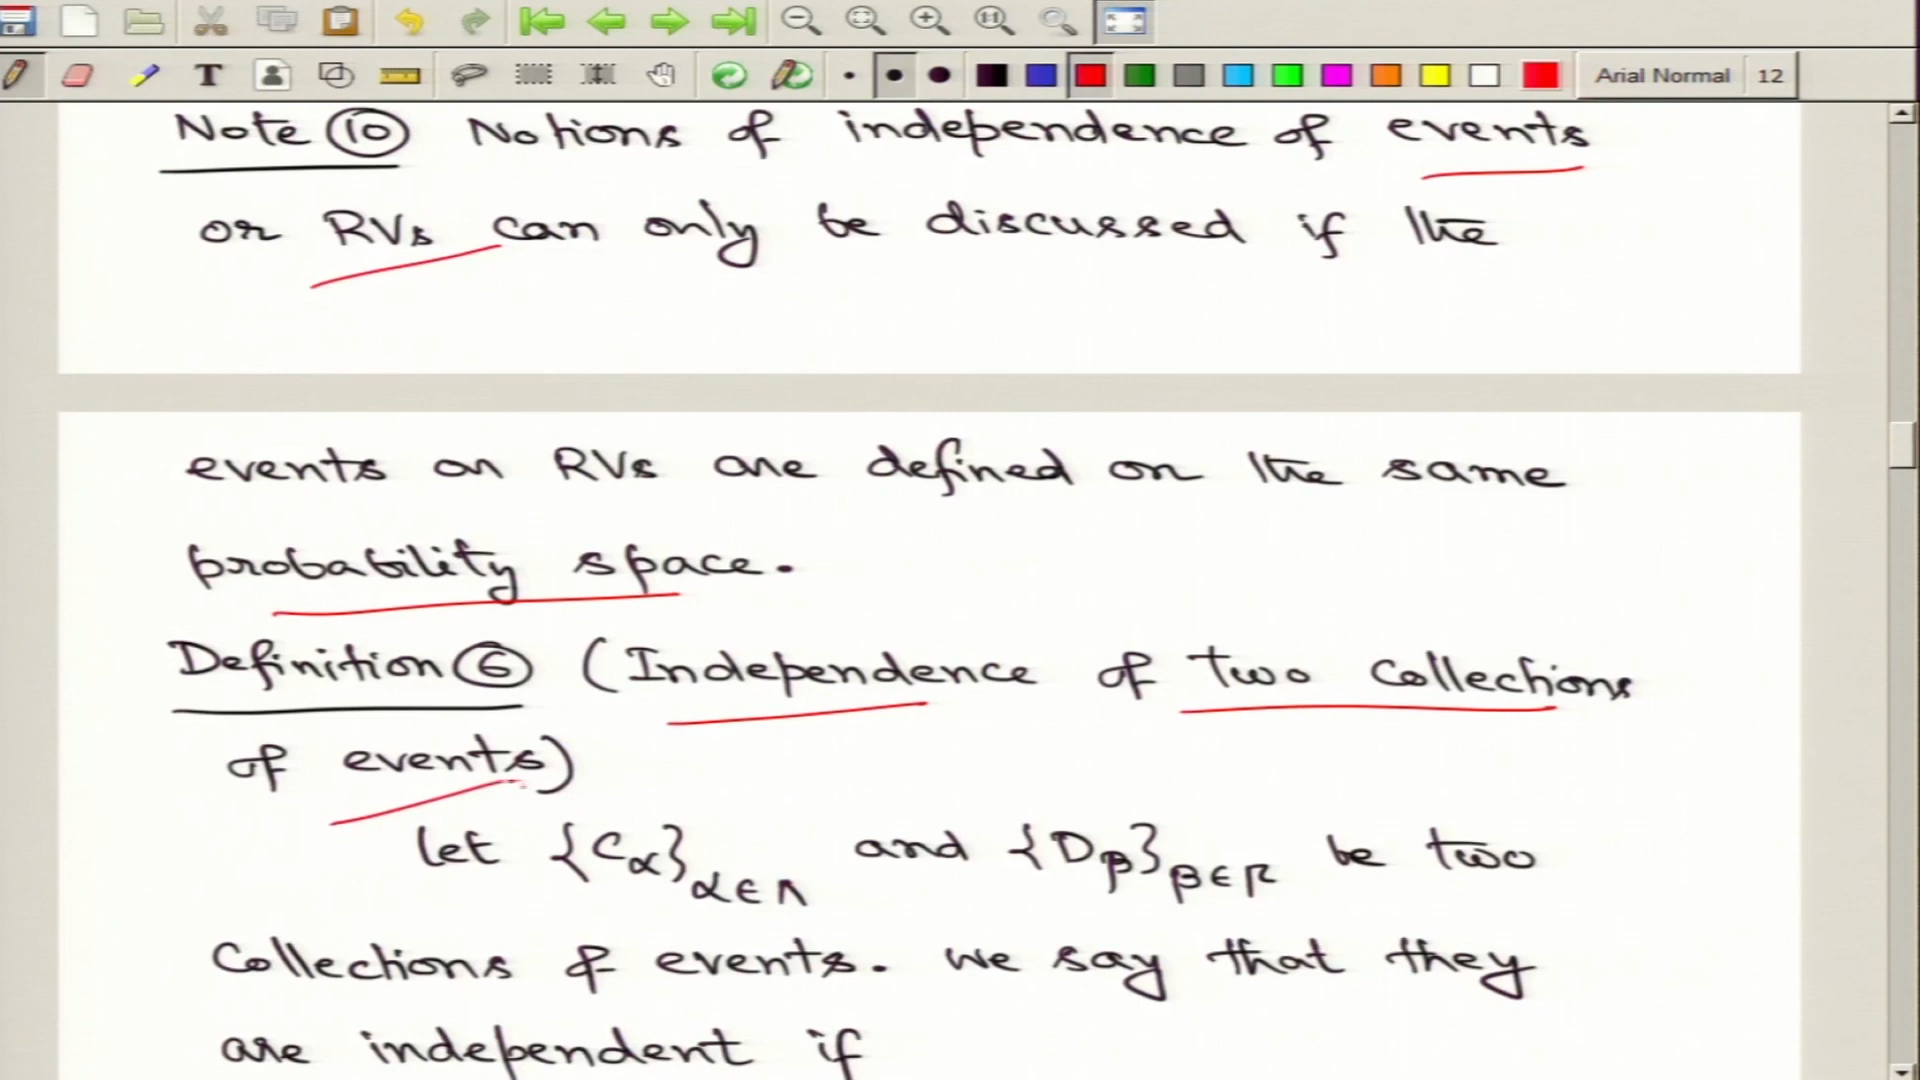 Arial Normal 12
Note ⑩ Notions of independence of events
or RVs can only be discussed if the
events or RVs are defined on the same
probability space.
Definition ⑥ (Independence of two collections
of events)
Let {C_α}_{α∈Λ} and {D_β}_{β∈Γ} be two
Collections of events. We say that they
are independent if